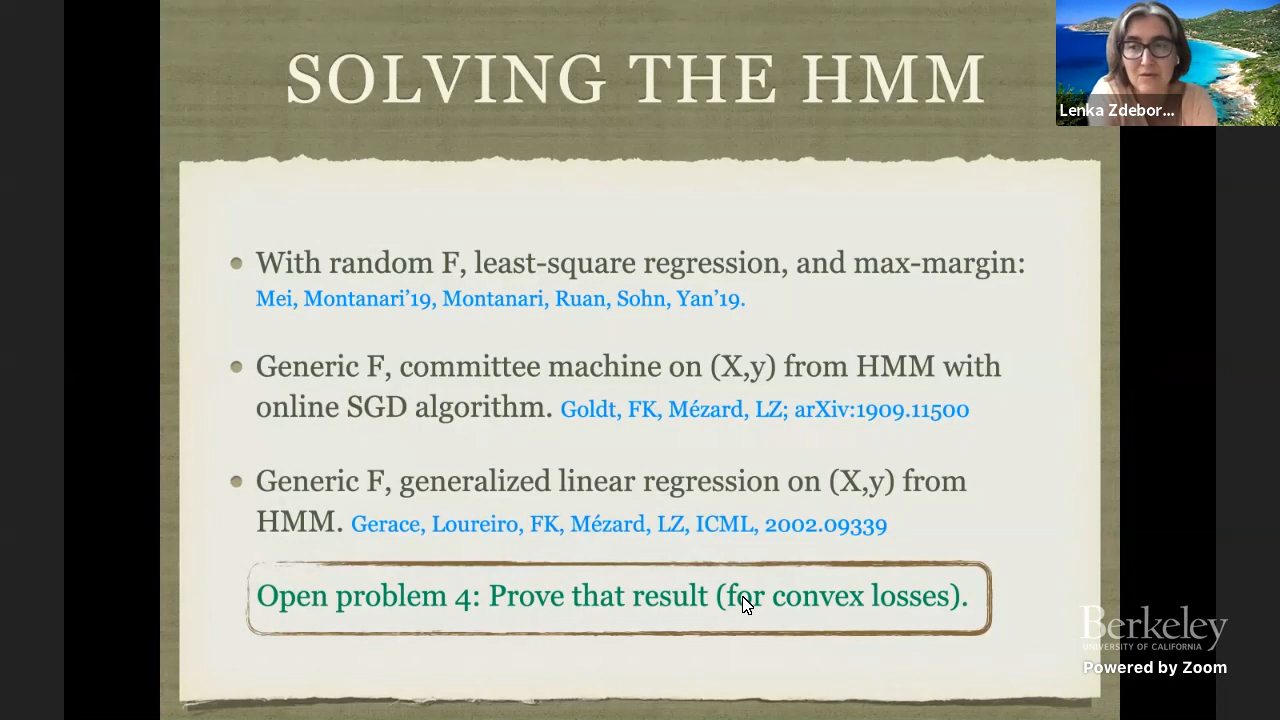 SOLVING THE HMM
Lenka Zdebor...
With random F, least-square regression, and max-margin:
Mei, Montanari’19, Montanari, Ruan, Sohn, Yan’19.
Generic F, committee machine on (X,y) from HMM with
online SGD algorithm. Goldt, FK, Mézard, LZ; arXiv:1909.11500
Generic F, generalized linear regression on (X,y) from
HMM. Gerace, Loureiro, FK, Mézard, LZ, ICML, 2002.09339
Open problem 4: Prove that result (for convex losses).
Berkeley
UNIVERSITY OF CALIFORNIA
Powered by Zoom